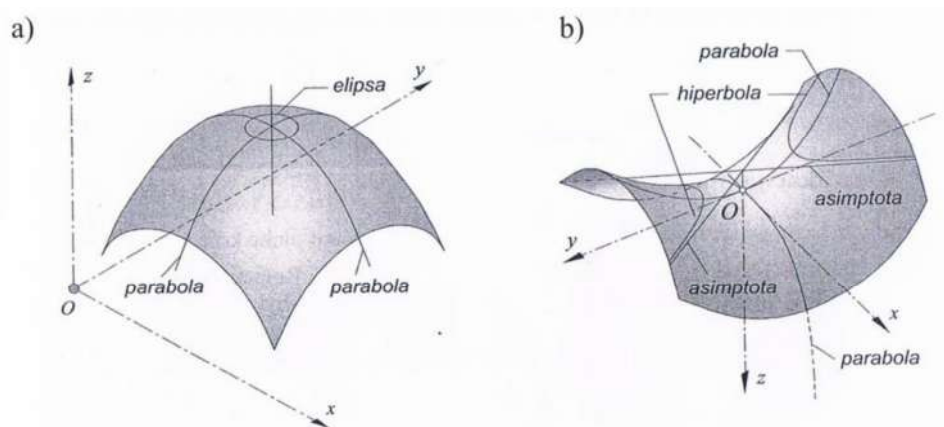 a)
z
y
elipsa
parabola
parabola
O
x
b)
parabola
hiperbola
asimptota
O
y
asimptota
x
parabola
z